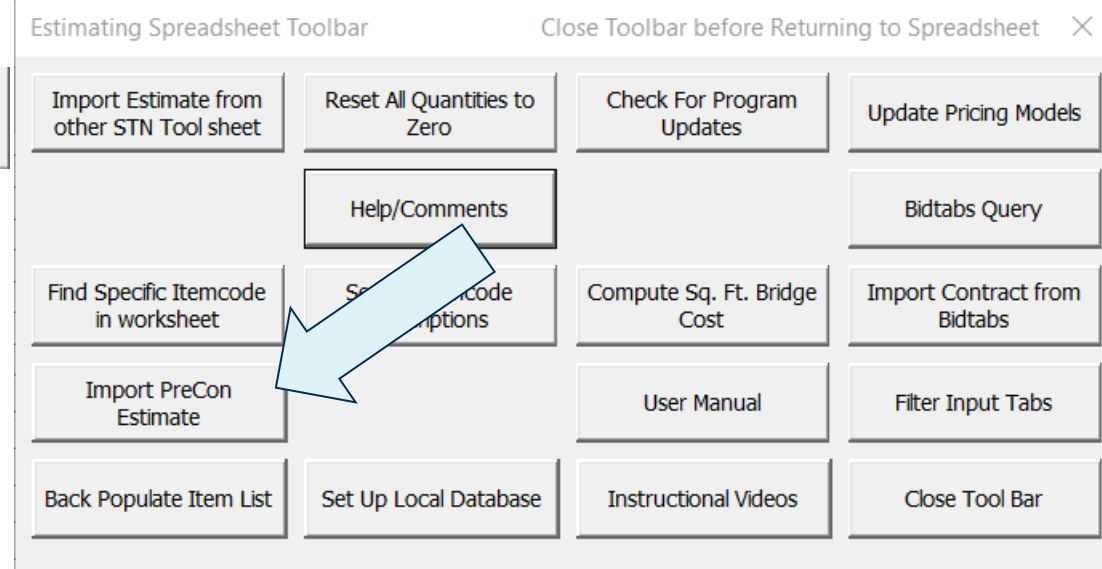 Estimating Spreadsheet Toolbar Close Toolbar before Returning to Spreadsheet
Import Estimate from
other STN Tool sheet
Reset All Quantities to
Zero
Check For Program
Updates
Update Pricing Models
Help/Comments
Bidtabs Query
Find Specific Itemcode
in worksheet
Compute Sq. Ft. Bridge
Cost
Import Contract from
Bidtabs
Import PreCon
Estimate
User Manual
Filter Input Tabs
Back Populate Item List
Set Up Local Database
Instructional Videos
Close Tool Bar